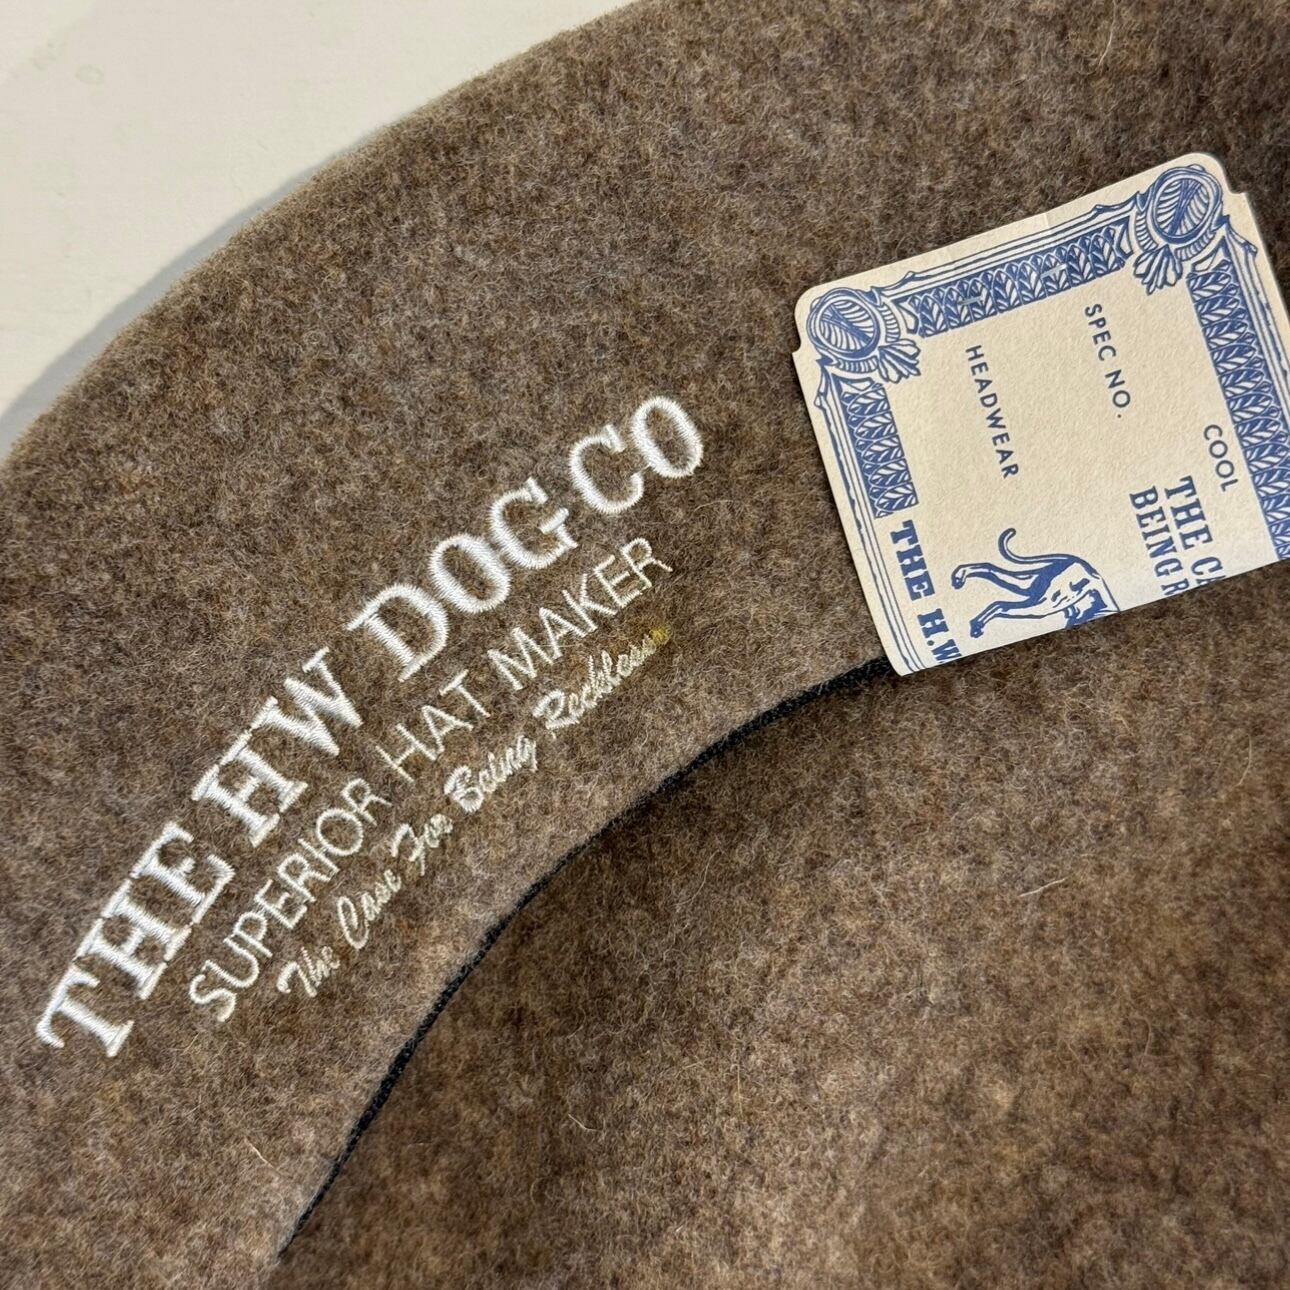 THE HW DOG & CO
SUPERIOR HAT MAKER
The Case For Being Reckless
COOL
THE CA
BEING R
SPEC NO.
HEADWEAR
THE H.W